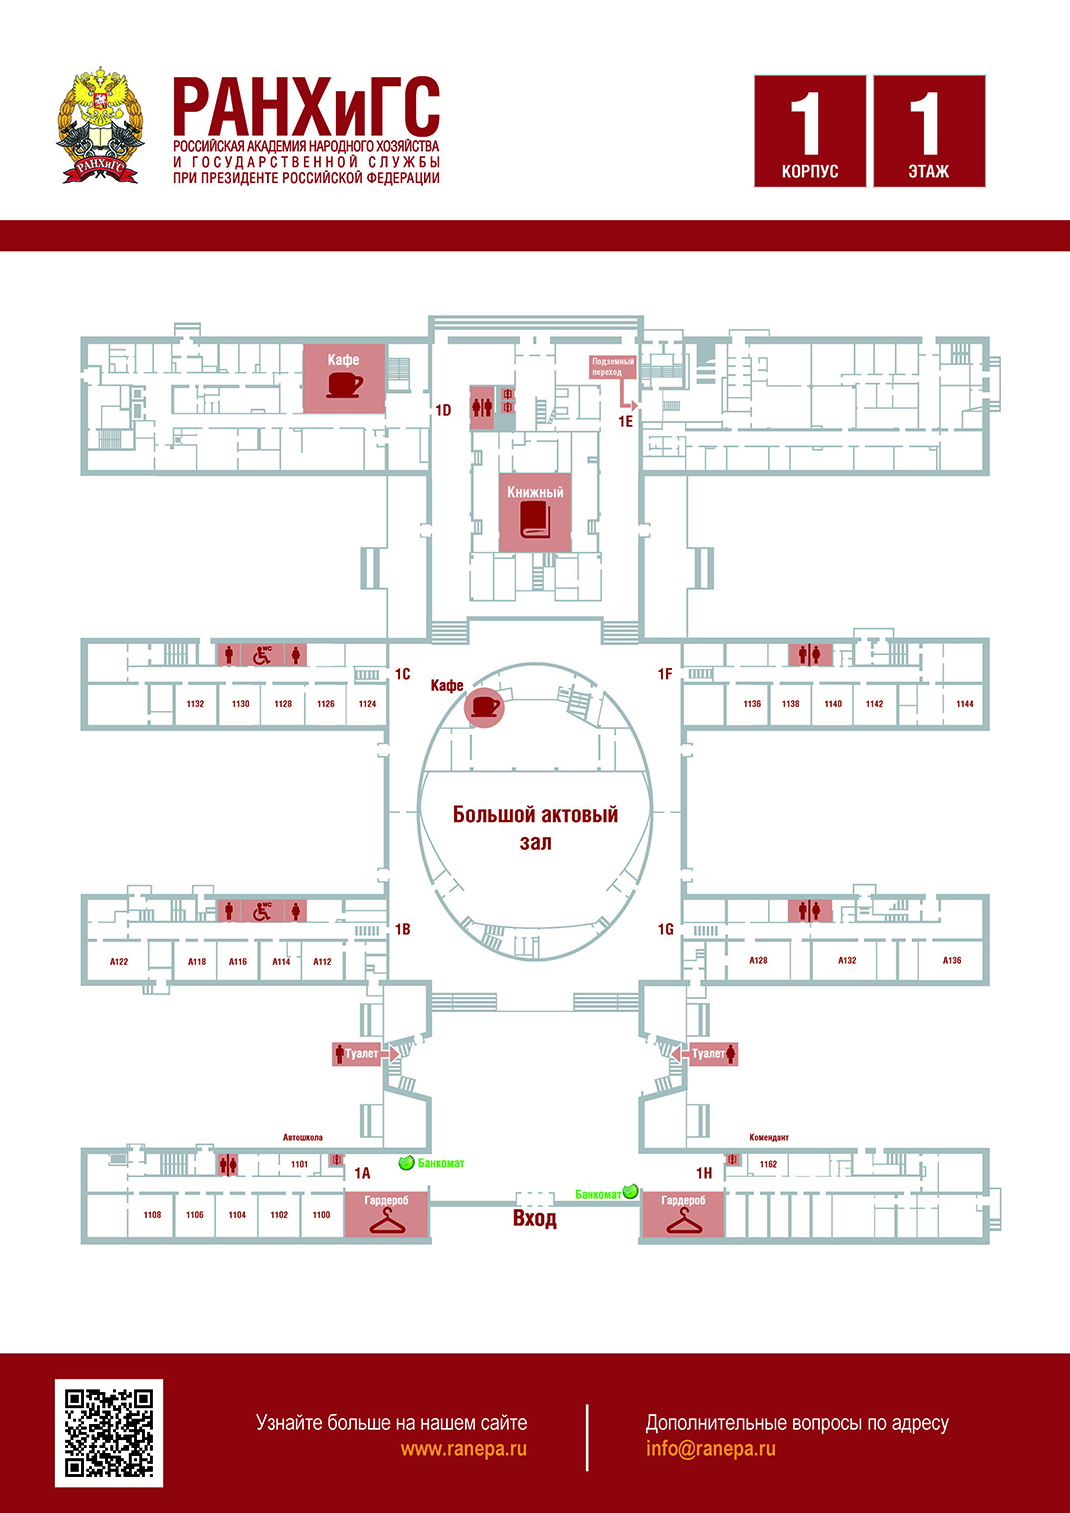 РАНХиГС
РОССИЙСКАЯ АКАДЕМИЯ НАРОДНОГО ХОЗЯЙСТВА
И ГОСУДАРСТВЕННОЙ СЛУЖБЫ
ПРИ ПРЕЗИДЕНТЕ РОССИЙСКОЙ ФЕДЕРАЦИИ
РАНХиГС
1
КОРПУС
1
ЭТАЖ
Кафе
Подземный
переход
1D
1E
Книжный
WC
1C
1F
Кафе
1132
1130
1128
1126
1124
1136
1138
1140
1142
1144
Большой актовый
зал
WC
1B
1G
A122
A118
A116
A114
A112
A128
A132
A136
Туалет
Туалет
Автошкола
Комендант
1101
1A
Банкомат
1H
1162
Банкомат
1108
1106
1104
1102
1100
Гардероб
Вход
Гардероб
Узнайте больше на нашем сайте
www.ranepa.ru
Дополнительные вопросы по адресу
info@ranepa.ru